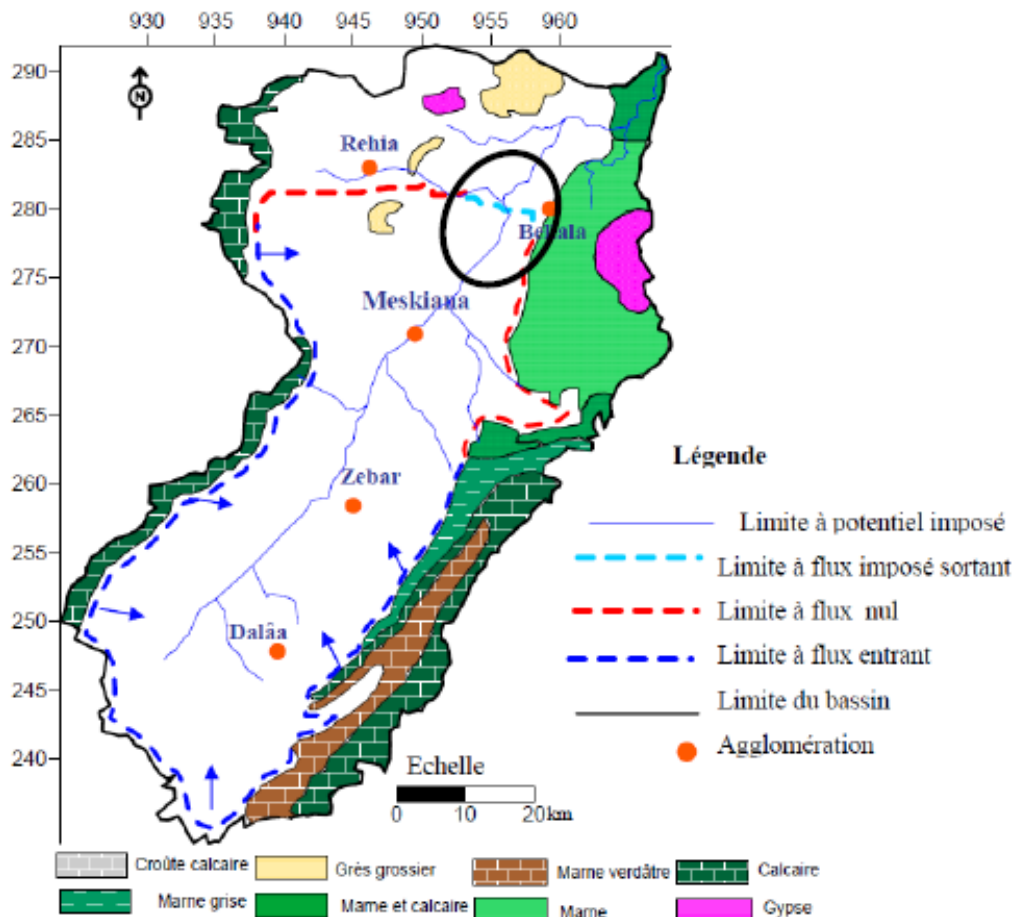 930 935 940 945 950 955 960
290
285
280
275
270
265
260
255
250
245
240
N
Rehia
Behala
Meskiana
Zebar
Dalâa
Légende
Limite à potentiel imposé
Limite à flux imposé sortant
Limite à flux nul
Limite à flux entrant
Limite du bassin
Agglomération
Echelle
0 10 20 km
Croûte calcaire Grès grossier Marne verdâtre Calcaire
Marne grise Marne et calcaire Marne Gypse